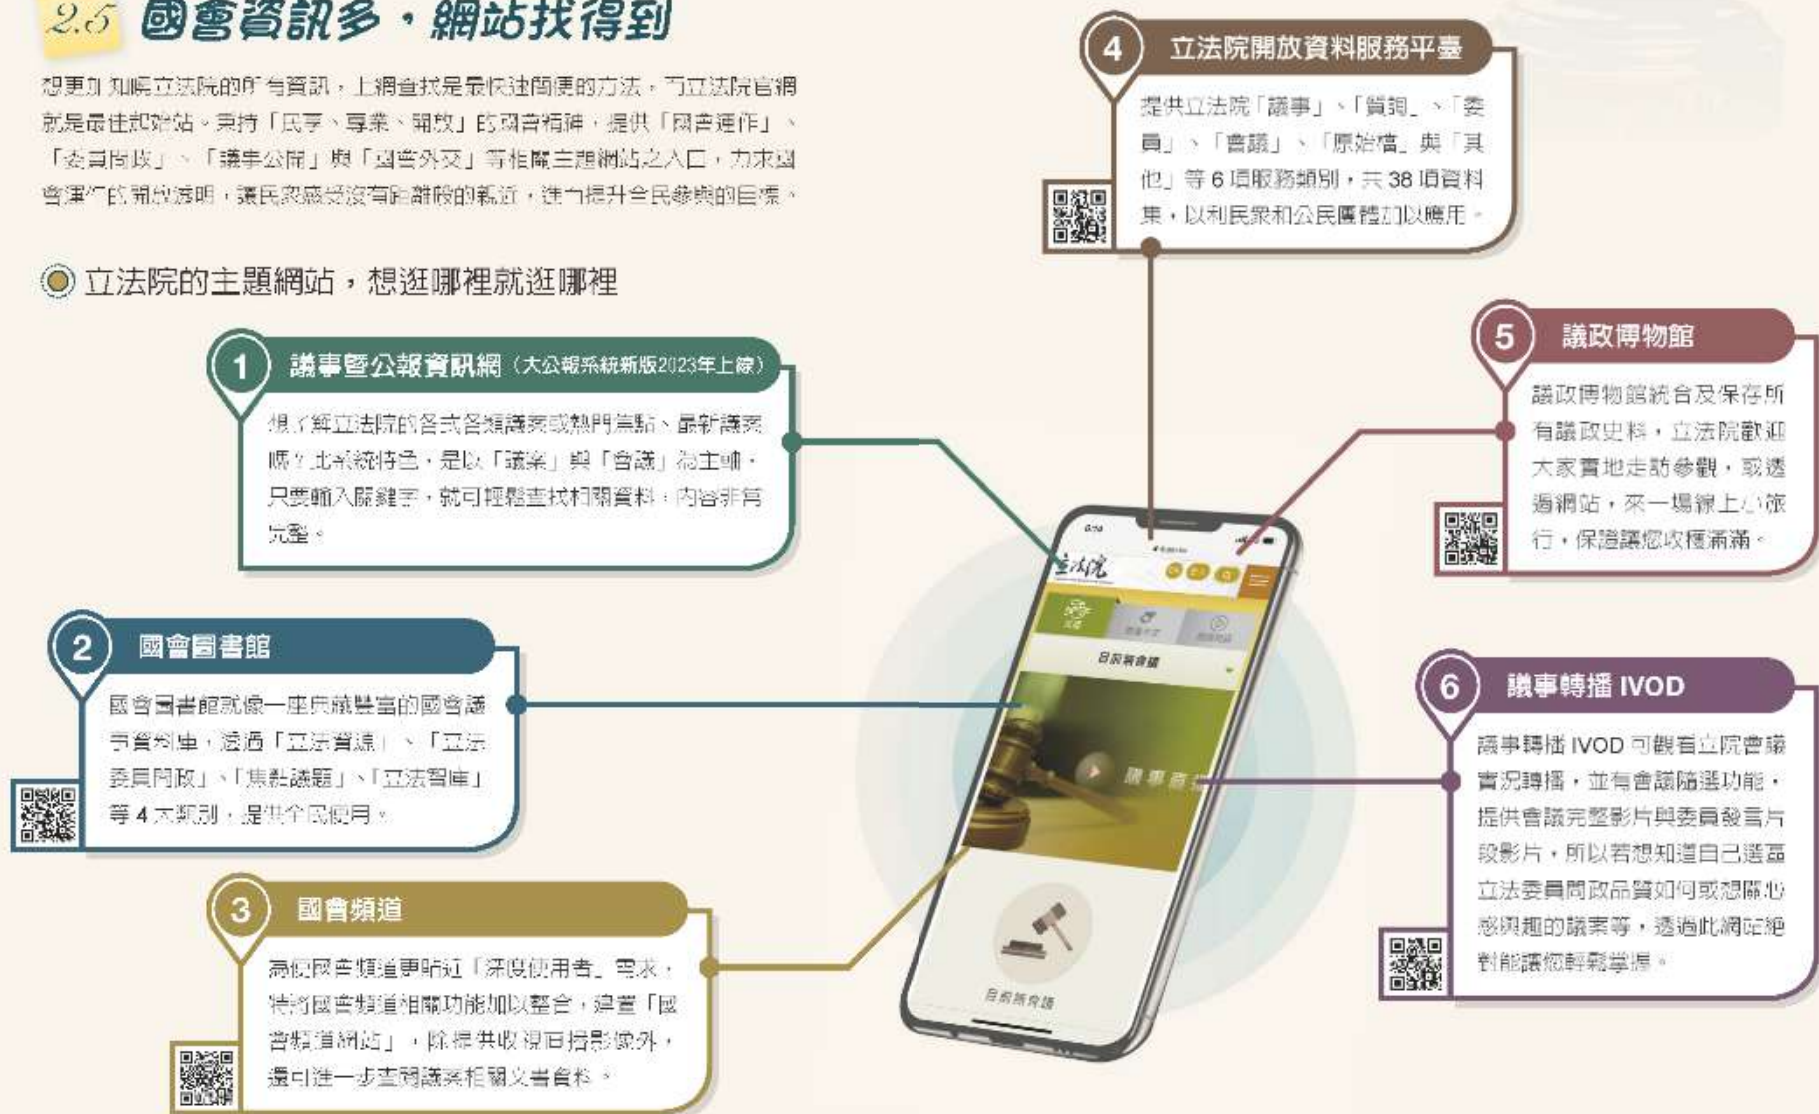 2.5 國會資訊多，網站找得到
想更加知曉立法院的所有資訊，上網查找是最快速簡便的方法，而立法院官網
就是最佳起始站。秉持「民享、專業、開放」的國會精神，提供「國會運作」、
「委員問政」、「議事公開」與「國會外交」等相關主題網站之入口，力求國
會運作的開放透明，讓民眾感受沒有距離般的親近，進而提升全民參與的目標。
立法院的主題網站，想逛哪裡就逛哪裡
1 議事暨公報資訊網（大公報系統新版2023年上線）
想了解立法院的各式各類議案或熱門焦點、最新議案
嗎？此系統特色，是以「議案」與「會議」為主軸，
只要輸入關鍵字，就可輕鬆查找相關資料，內容非常
完整。
2 國會圖書館
國會圖書館就像一座典藏豐富的國會議
事資料庫，透過「立法資源」、「立法
委員問政」、「焦點議題」、「立法智庫」
等 4 大類別，提供全民使用。
3 國會頻道
為使國會頻道更貼近「深度使用者」需求，
特將國會頻道相關功能加以整合，建置「國
會頻道網站」，除提供收視直播影像外，
還可進一步查閱議案相關文書資料。
4 立法院開放資料服務平臺
提供立法院「議事」、「質詢」、「委
員」、「會議」、「原始檔」與「其
他」等 6 項服務類別，共 38 項資料
集，以利民眾和公民團體加以應用。
5 議政博物館
議政博物館統合及保存所
有議政史料，立法院歡迎
大家實地走訪參觀，或透
過網站，來一場線上小旅
行，保證讓您收穫滿滿。
6 議事轉播 IVOD
議事轉播 IVOD 可觀看立院會議
實況轉播，並有會議隨選功能，
提供會議完整影片與委員發言片
段影片，所以若想知道自己選區
立法委員問政品質如何或想關心
感興趣的議案等，透過此網站絕
對能讓您輕鬆掌握。
立法院
目前無會議
議事直播
目前無會議